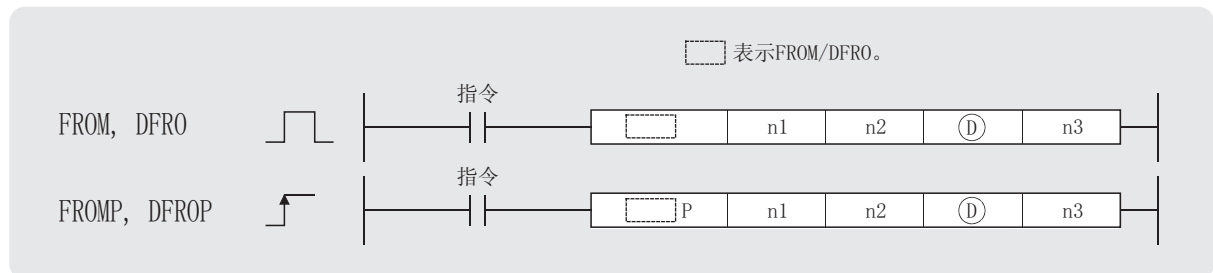 表示FROM/DFRO。
指令
FROM, DFRO n1 n2 D n3
指令
FROMP, DFROP P n1 n2 D n3